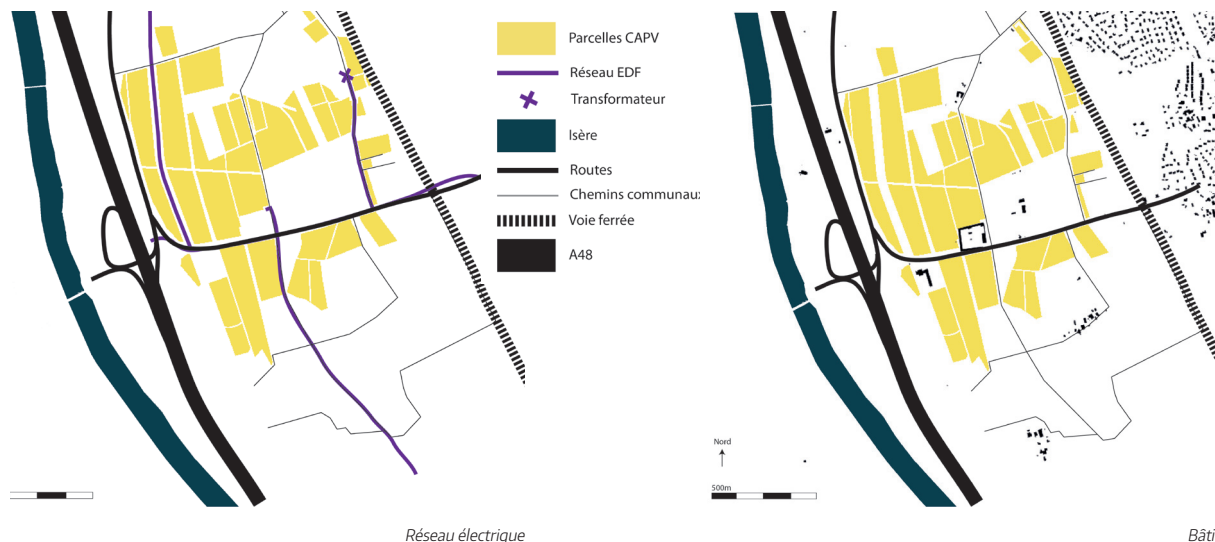 Parcelles CAPV
Réseau EDF
Transformateur
Isère
Routes
Chemins communau
Voie ferrée
A48
Réseau électrique
Nord
500m
Bâti